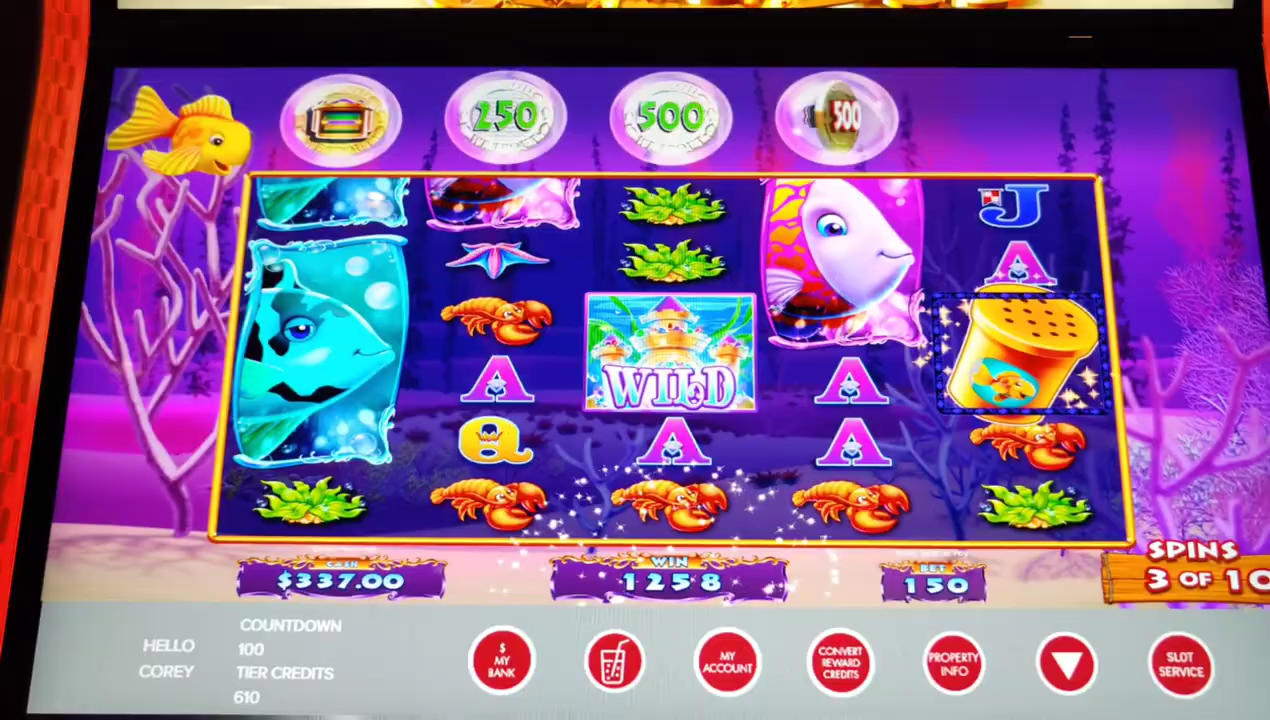 250
500
500
J
A
WILD
A
A
Q
A
A
CASH
$337.00
WIN
1258
BET
150
SPINS
3 OF 10
HELLO
COREY
COUNTDOWN
100
TIER CREDITS
610
$
MY
BANK
MY
ACCOUNT
CONVERT
REWARD
CREDITS
PROPERTY
INFO
SLOT
SERVICE